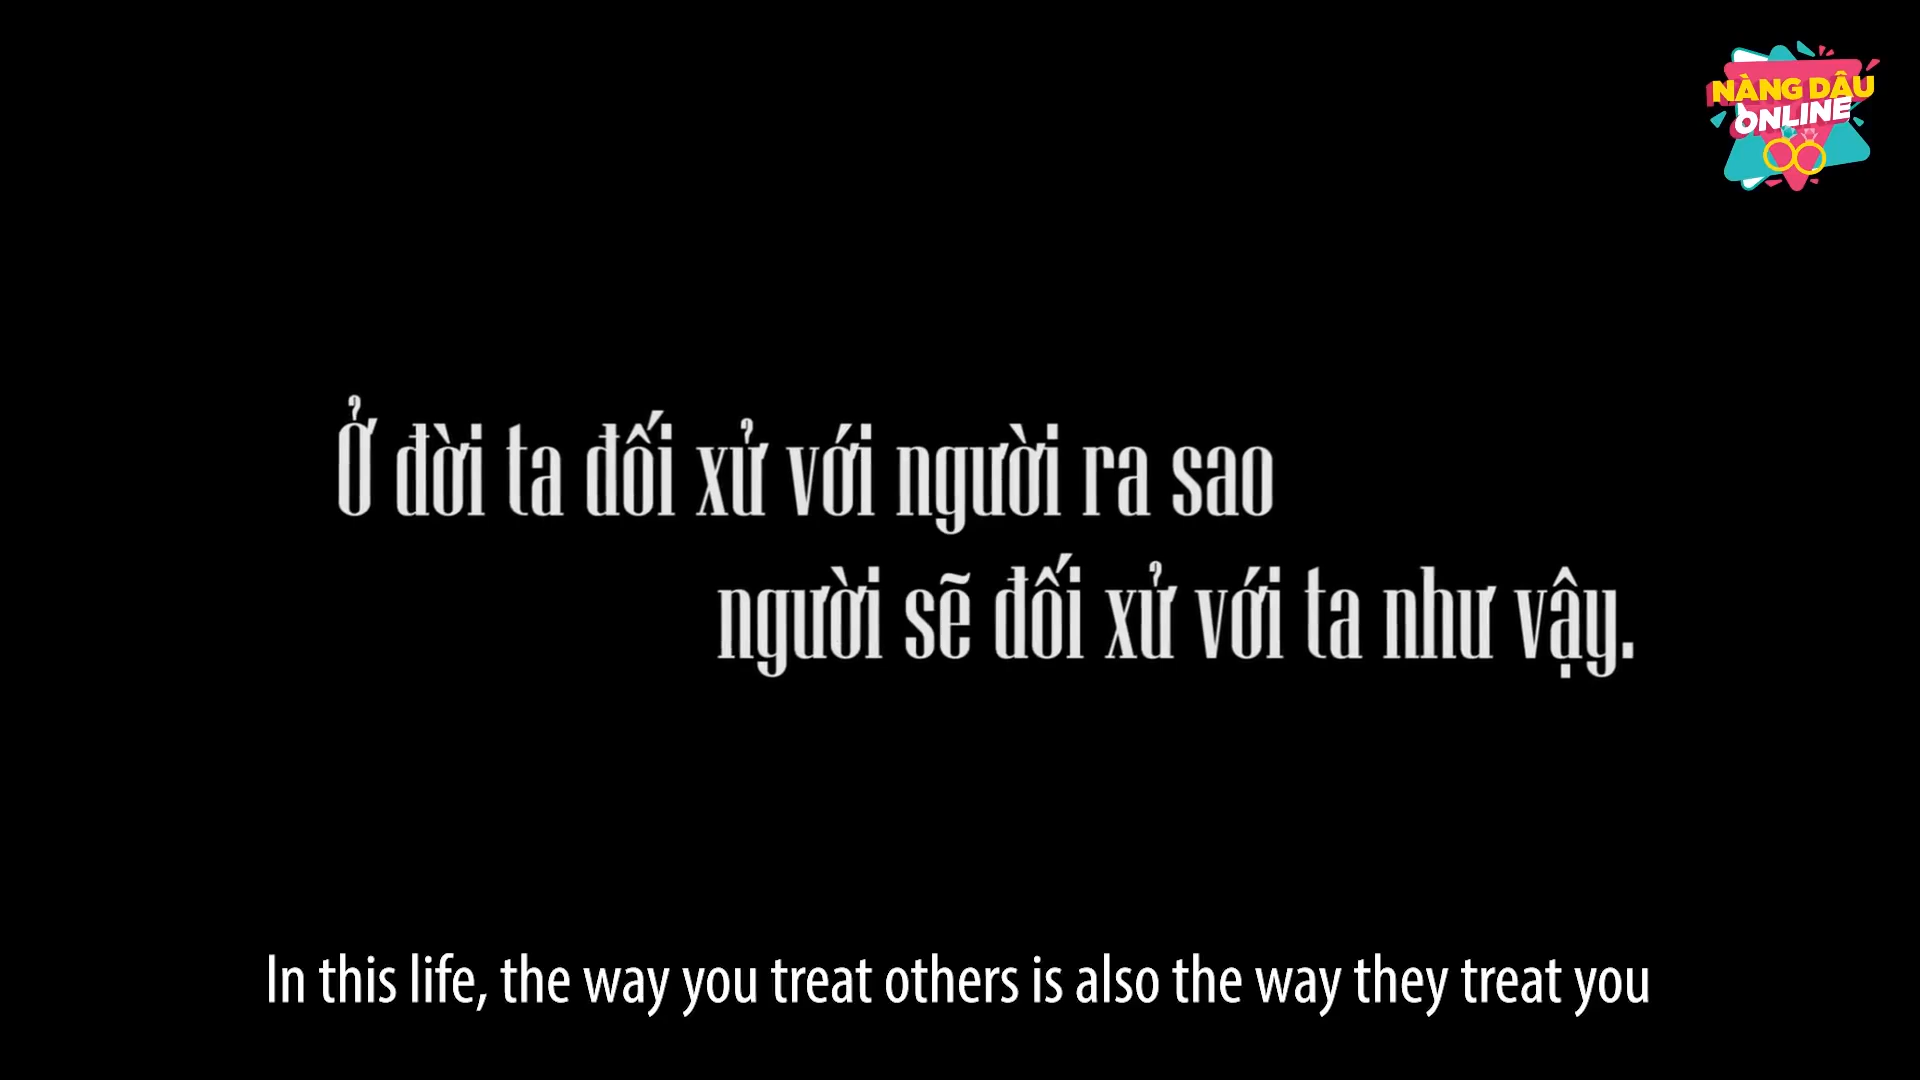 NÀNG DÂU
ONLINE
Ở đời ta đối xử với người ra sao
người sẽ đối xử với ta như vậy.
In this life, the way you treat others is also the way they treat you